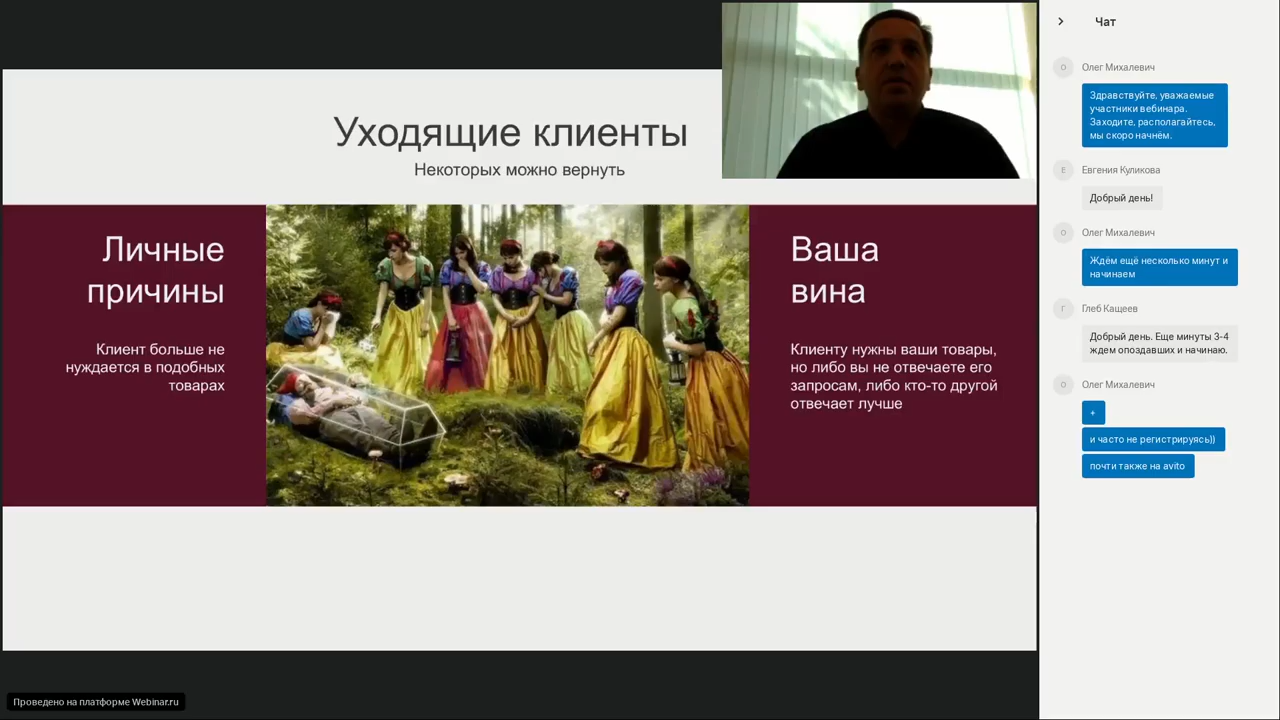 Уходящие клиенты
Некоторых можно вернуть
Личные
причины
Клиент больше не
нуждается в подобных
товарах
Ваша
вина
Клиенту нужны ваши товары,
но либо вы не отвечаете его
запросам, либо кто-то другой
отвечает лучше
Проведено на платформе Webinar.ru
Чат
О
Олег Михалевич
Здравствуйте, уважаемые
участники вебинара.
Заходите, располагайтесь,
мы скоро начнём.
Е
Евгения Куликова
Добрый день!
О
Олег Михалевич
Ждём ещё несколько минут и
начинаем
Г
Глеб Кащеев
Добрый день. Еще минуты 3-4
ждем опоздавших и начинаю.
О
Олег Михалевич
+
и часто не регистрируясь))
почти также на avito